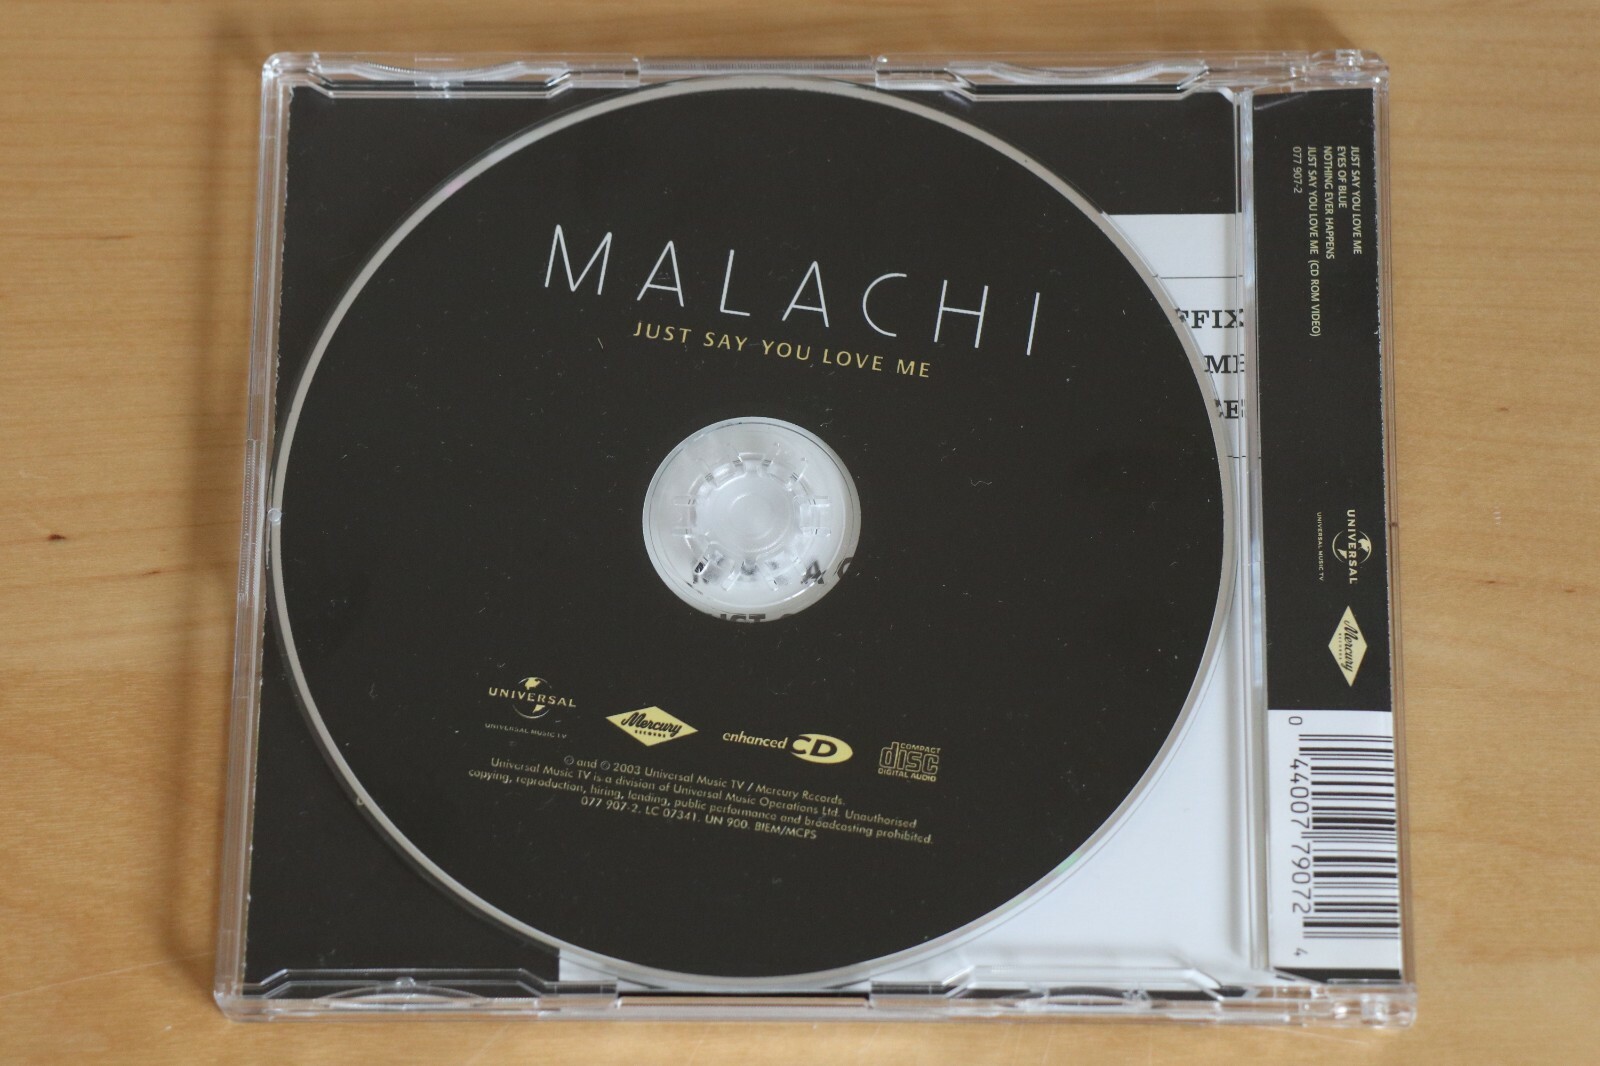 MALACHI
JUST SAY YOU LOVE ME
UNIVERSAL
UNIVERSAL MUSIC TV
Mercury
RECORDS
enhanced CD
COMPACT
disc
DIGITAL AUDIO
℗ and © 2003 Universal Music TV / Mercury Records.
Universal Music TV is a division of Universal Music Operations Ltd. Unauthorised
copying, reproduction, hiring, lending, public performance and broadcasting prohibited.
077 907-2. LC 07341. UN 900. BIEM/MCPS
FFIX
ME
CE
JUST SAY YOU LOVE ME
EYES OF BLUE
NOTHING EVER HAPPENS
JUST SAY YOU LOVE ME (CD ROM VIDEO)
077 907-2
UNIVERSAL
UNIVERSAL MUSIC TV
Mercury
RECORDS
0 44007 79072 4